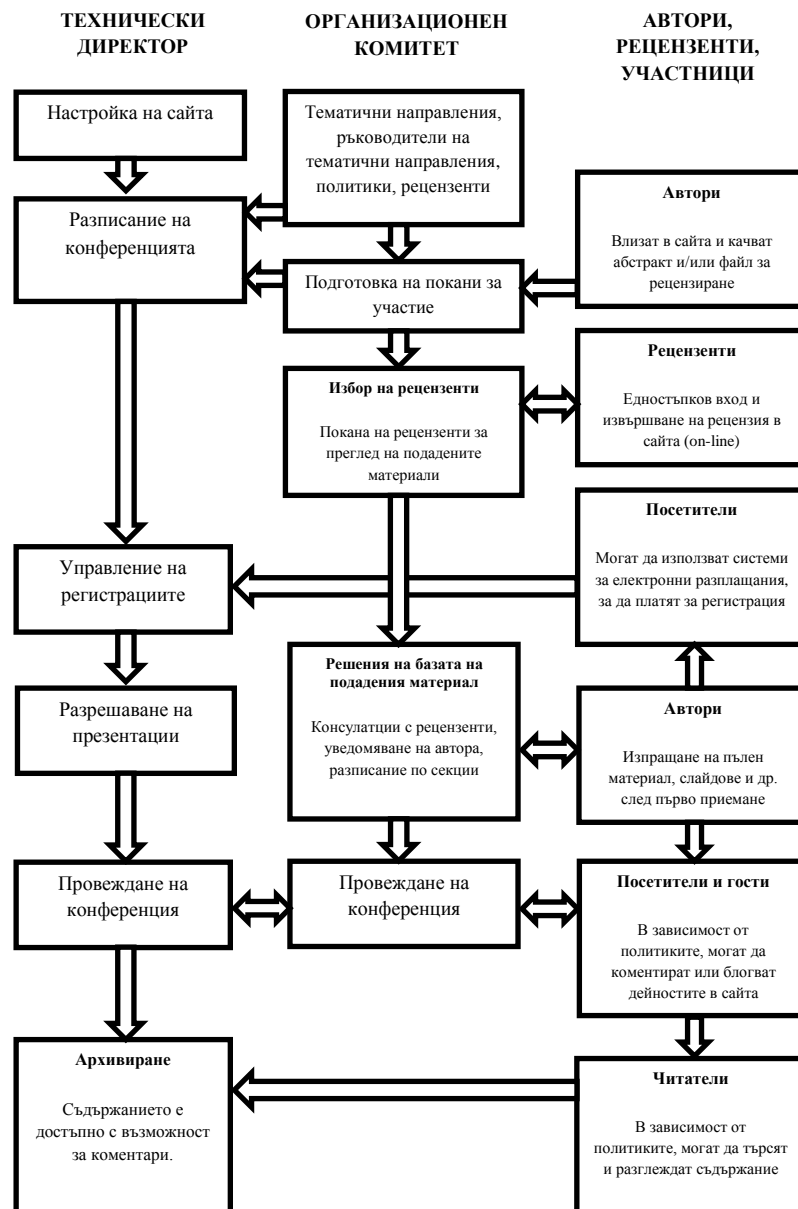 ТЕХНИЧЕСКИ
ДИРЕКТОР
ОРГАНИЗАЦИОНЕН
КОМИТЕТ
АВТОРИ,
РЕЦЕНЗЕНТИ,
УЧАСТНИЦИ
Настройка на сайта
Разписание на
конференцията
Управление на
регистрациите
Разрешаване на
презентации
Провеждане на
конференция
Архивиране
Съдържанието е
достъпно с възможност
за коментари.
Тематични направления,
ръководители на
тематични направления,
политики, рецензенти
Подготовка на покани за
участие
Избор на рецензенти
Покана на рецензенти за
преглед на подадените
материали
Решения на базата на
подадения материал
Консулатции с рецензенти,
уведомяване на автора,
разписание по секции
Провеждане на
конференция
Автори
Влизат в сайта и качват
абстракт и/или файл за
рецензиране
Рецензенти
Едностъпков вход и
извършване на рецензия в
сайта (on-line)
Посетители
Могат да използват системи
за електронни разплащания,
за да платят за регистрация
Автори
Изпращане на пълен
материал, слайдове и др.
след първо приемане
Посетители и гости
В зависимост от
политиките, могат да
коментират или блогват
дейностите в сайта
Читатели
В зависимост от
политиките, могат да търсят
и разглеждат съдържание